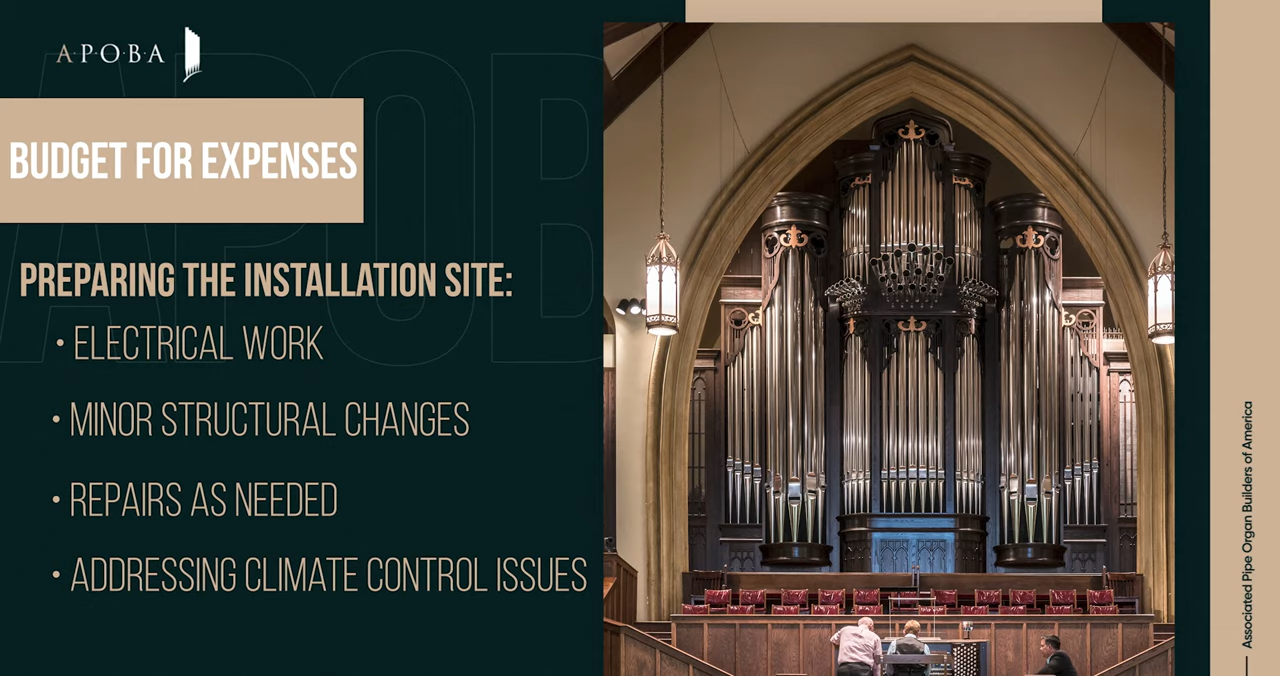 A·P·O·B·A
APOB
BUDGET FOR EXPENSES
PREPARING THE INSTALLATION SITE:
• ELECTRICAL WORK
• MINOR STRUCTURAL CHANGES
• REPAIRS AS NEEDED
• ADDRESSING CLIMATE CONTROL ISSUES
Associated Pipe Organ Builders of America